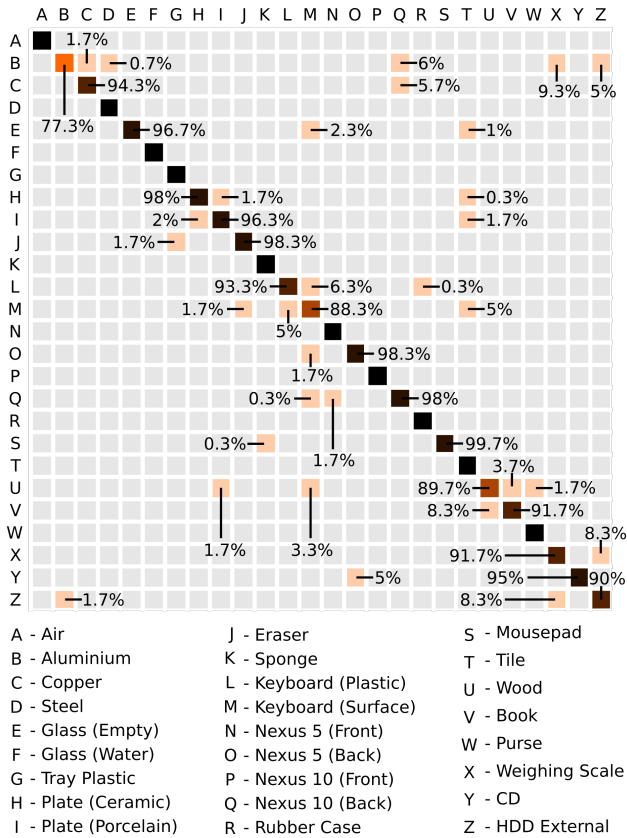 A B C D E F G H I J K L M N O P Q R S T U V W X Y Z
A 1.7%
B 0.7% 6%
C 94.3% 5.7% 9.3% 5%
D
77.3%
E 96.7% 2.3% 1%
F
G
H 98% 1.7% 0.3%
I 2% 96.3% 1.7%
J 1.7% 98.3%
K
L 93.3% 6.3% 0.3%
M 1.7% 88.3% 5%
N 5%
O 98.3%
P 1.7%
Q 0.3% 98%
R
S 0.3% 99.7%
1.7%
T 3.7%
U 89.7% 1.7%
V 8.3% 91.7%
W 8.3%
1.7% 3.3%
X 91.7%
Y 5% 95% 90%
Z 1.7% 8.3%
A - Air
B - Aluminium
C - Copper
D - Steel
E - Glass (Empty)
F - Glass (Water)
G - Tray Plastic
H - Plate (Ceramic)
I - Plate (Porcelain)
J - Eraser
K - Sponge
L - Keyboard (Plastic)
M - Keyboard (Surface)
N - Nexus 5 (Front)
O - Nexus 5 (Back)
P - Nexus 10 (Front)
Q - Nexus 10 (Back)
R - Rubber Case
S - Mousepad
T - Tile
U - Wood
V - Book
W - Purse
X - Weighing Scale
Y - CD
Z - HDD External